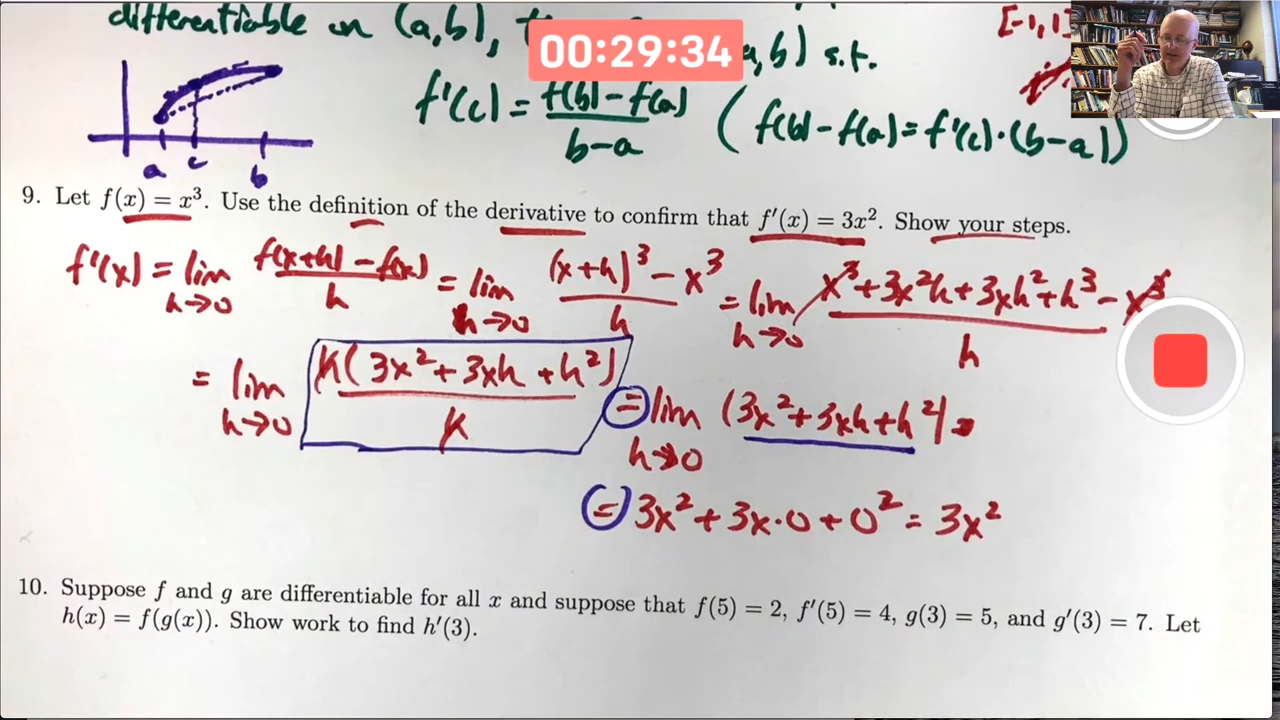 differentiable on (a,b), t
[-1,1]
00:29:34
,b) s.t.
f'(c) = f(b)-f(a) / b-a (f(b)-f(a)=f'(c)·(b-a))
a c b
9. Let f(x) = x³. Use the definition of the derivative to confirm that f′(x) = 3x². Show your steps.
f'(x) = lim h→0 f(x+h)-f(x) / h = lim h→0 (x+h)³-x³ / h = lim h→0 x³+3x²h+3xh²+h³-x³ / h
= lim h→0 h(3x²+3xh+h²) / h = lim h→0 (3x²+3xh+h²) =
= 3x²+3x·0+0² = 3x²
10. Suppose f and g are differentiable for all x and suppose that f(5) = 2, f′(5) = 4, g(3) = 5, and g′(3) = 7. Let
h(x) = f(g(x)). Show work to find h′(3).